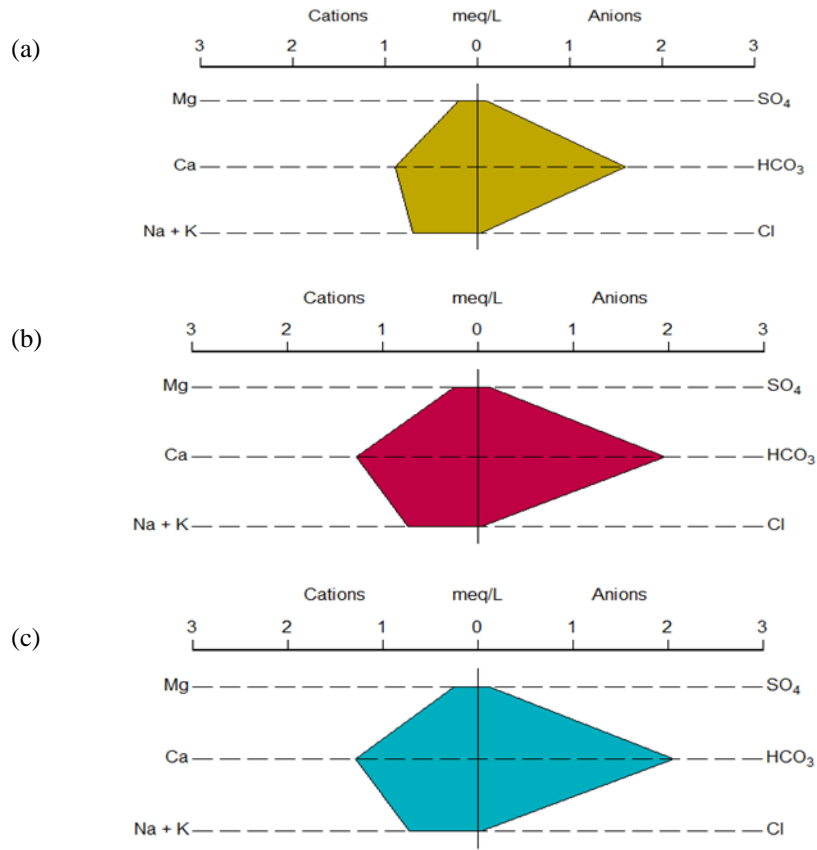 Cations meq/L Anions
(a) 3 2 1 0 1 2 3
Mg SO₄
Ca HCO₃
Na + K Cl
Cations meq/L Anions
(b) 3 2 1 0 1 2 3
Mg SO₄
Ca HCO₃
Na + K Cl
Cations meq/L Anions
(c) 3 2 1 0 1 2 3
Mg SO₄
Ca HCO₃
Na + K Cl